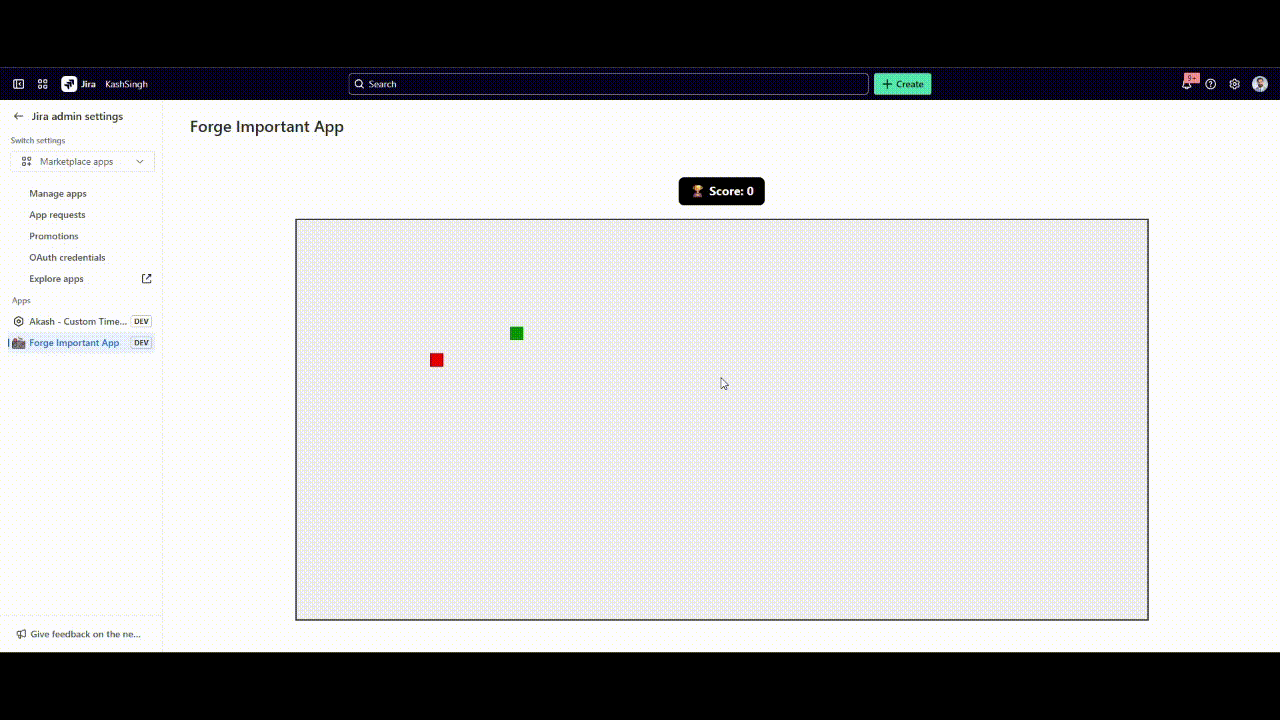 Jira KashSingh
Search
Create
9+
Jira admin settings
Switch settings
Marketplace apps
Manage apps
App requests
Promotions
OAuth credentials
Explore apps
Apps
Akash - Custom Time... DEV
Forge Important App DEV
Give feedback on the ne...
Forge Important App
🏆 Score: 0